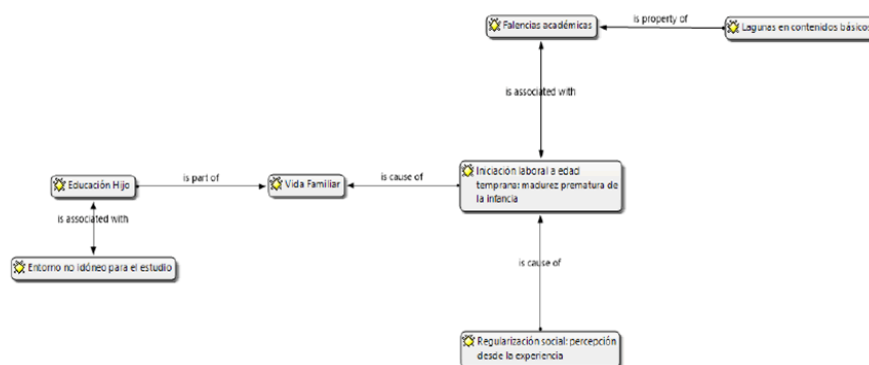 Falencias académicas
is property of
Lagunas en contenidos básicos
is associated with
Iniciación laboral a edad
temprana: madurez prematura de
la infancia
is cause of
Vida Familiar
is part of
Educación Hijo
is associated with
Entorno no idóneo para el estudio
is cause of
Regularización social: percepción
desde la experiencia